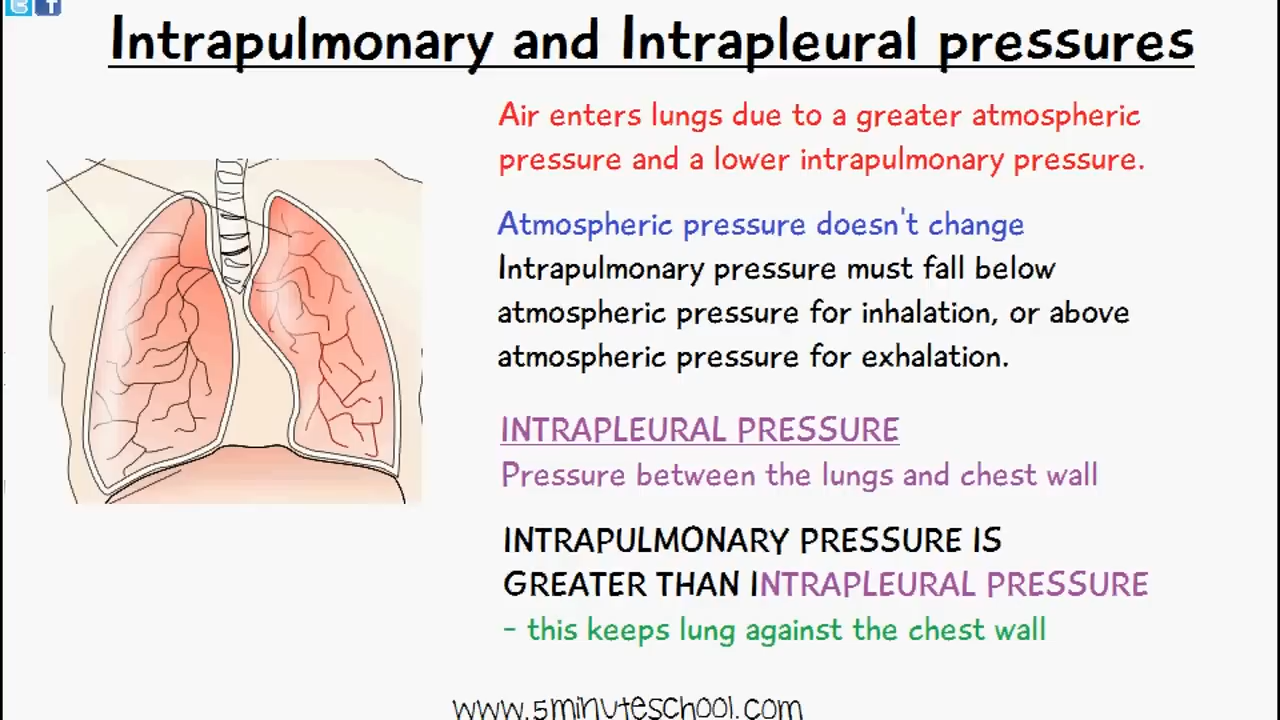 Intrapulmonary and Intrapleural pressures
Air enters lungs due to a greater atmospheric
pressure and a lower intrapulmonary pressure.
Atmospheric pressure doesn't change
Intrapulmonary pressure must fall below
atmospheric pressure for inhalation, or above
atmospheric pressure for exhalation.
INTRAPLEURAL PRESSURE
Pressure between the lungs and chest wall
INTRAPULMONARY PRESSURE IS
GREATER THAN INTRAPLEURAL PRESSURE
- this keeps lung against the chest wall
www.5minuteschool.com